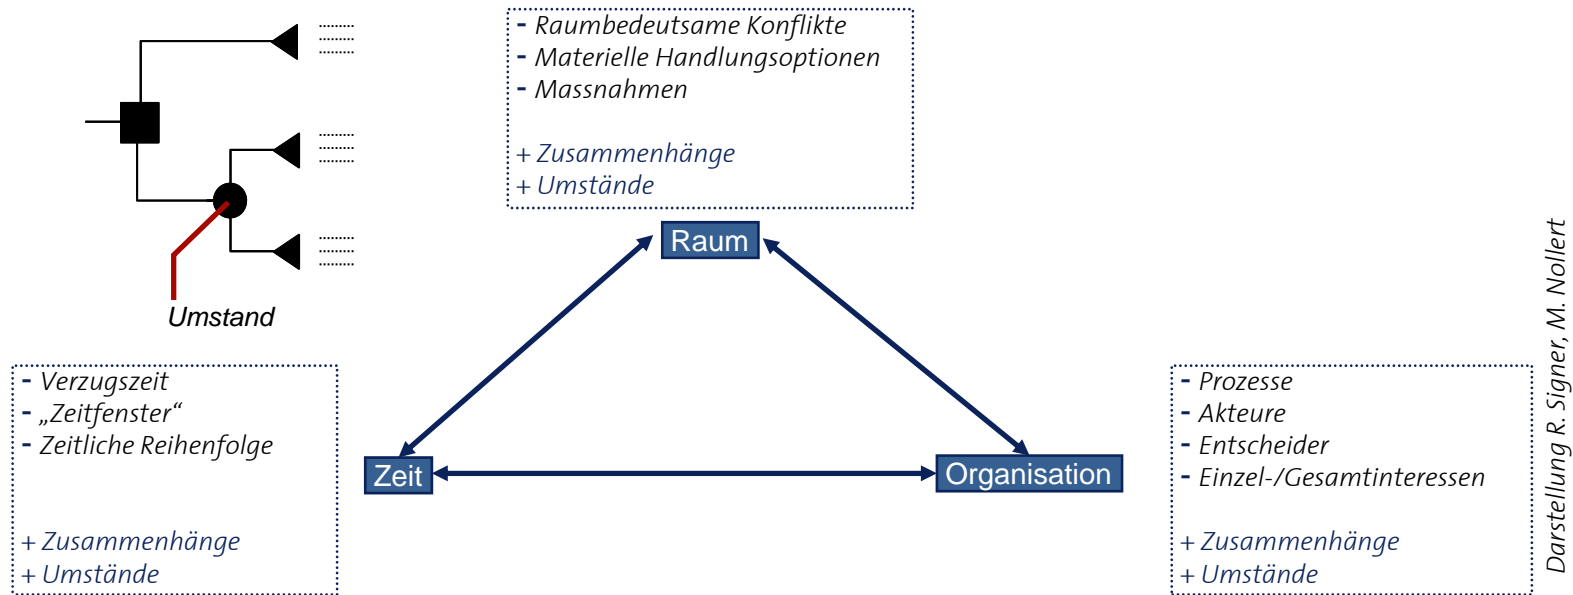 - Raumbedeutsame Konflikte
- Materielle Handlungsoptionen
- Massnahmen
+ Zusammenhänge
+ Umstände
Raum
Umstand
- Verzugszeit
- „Zeitfenster“
- Zeitliche Reihenfolge
+ Zusammenhänge
+ Umstände
Zeit
Organisation
- Prozesse
- Akteure
- Entscheider
- Einzel-/Gesamtinteressen
+ Zusammenhänge
+ Umstände
Darstellung R. Signer, M. Nollert